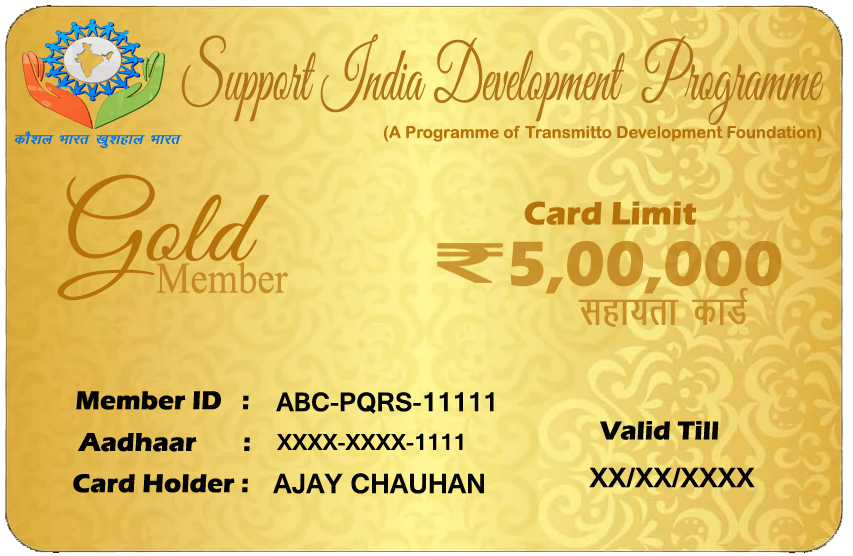 Support India Development Programme
(A Programme of Transmitto Development Foundation)
कौशल भारत खुशहाल भारत
Gold
Member
Card Limit
₹5,00,000
सहायता कार्ड
Member ID : ABC-PQRS-11111
Aadhaar : XXXX-XXXX-1111
Card Holder : AJAY CHAUHAN
Valid Till
XX/XX/XXXX